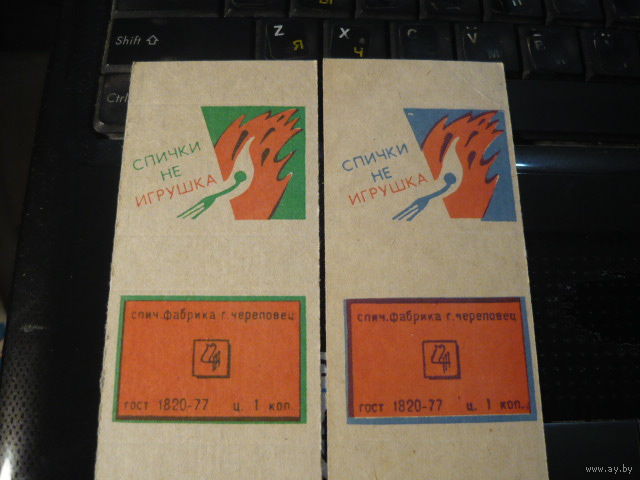 Shift
Z Я
X Ч
Ctrl
СПИЧКИ
НЕ
ИГРУШКА
СПИЧКИ
НЕ
ИГРУШКА
спич. фабрика г. череповец
гост 1820-77 ц. 1 коп.
спич. фабрика г. череповец
гост 1820-77 ц. 1 коп.
www.ay.by